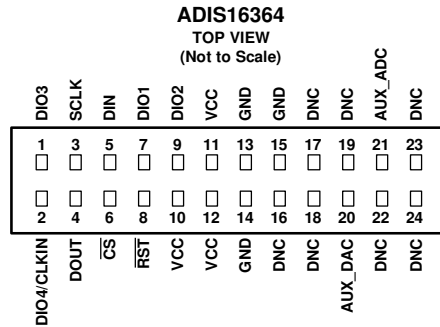 ADIS16364
TOP VIEW
(Not to Scale)
DIO3 SCLK DIN DIO1 DIO2 VCC GND GND DNC DNC AUX_ADC DNC
1 3 5 7 9 11 13 15 17 19 21 23
2 4 6 8 10 12 14 16 18 20 22 24
DIO4/CLKIN DOUT C̅S̅ R̅S̅T̅ VCC VCC GND DNC DNC AUX_DAC DNC DNC